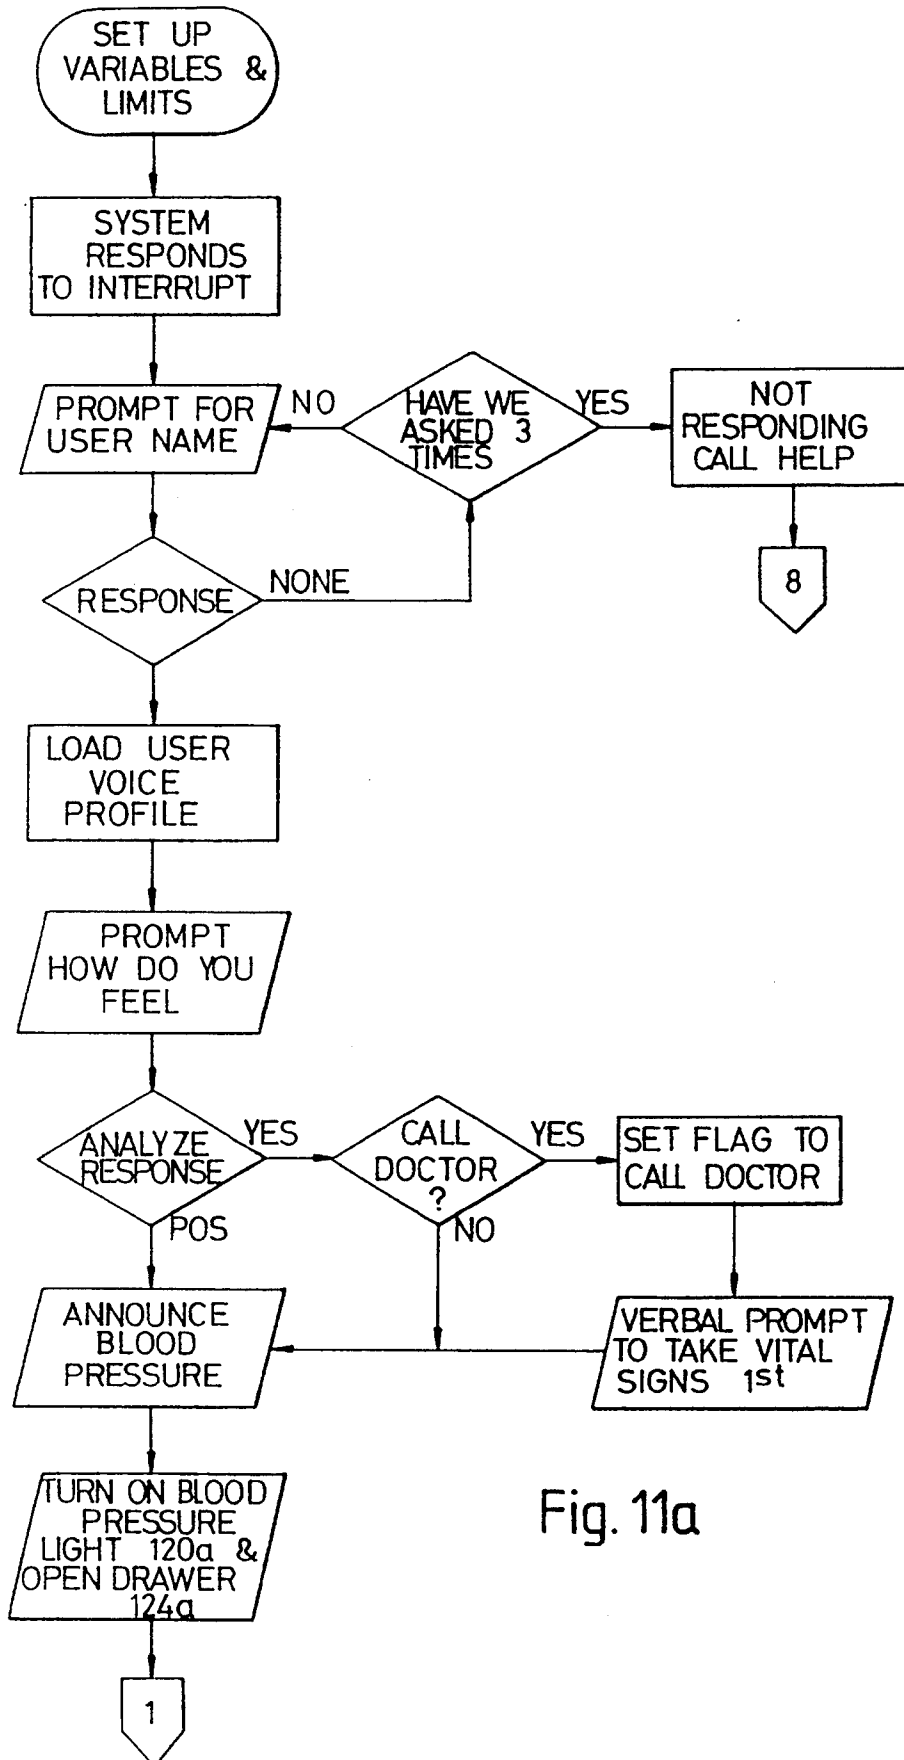 SET UP
VARIABLES &
LIMITS
SYSTEM
RESPONDS
TO INTERRUPT
PROMPT FOR
USER NAME
NO
HAVE WE
ASKED 3
TIMES
YES
NOT
RESPONDING
CALL HELP
8
RESPONSE
NONE
LOAD USER
VOICE
PROFILE
PROMPT
HOW DO YOU
FEEL
ANALYZE
RESPONSE
YES
POS
CALL
DOCTOR
?
YES
NO
SET FLAG TO
CALL DOCTOR
VERBAL PROMPT
TO TAKE VITAL
SIGNS 1st
ANNOUNCE
BLOOD
PRESSURE
TURN ON BLOOD
PRESSURE
LIGHT 120a &
OPEN DRAWER
124a
1
Fig. 11a